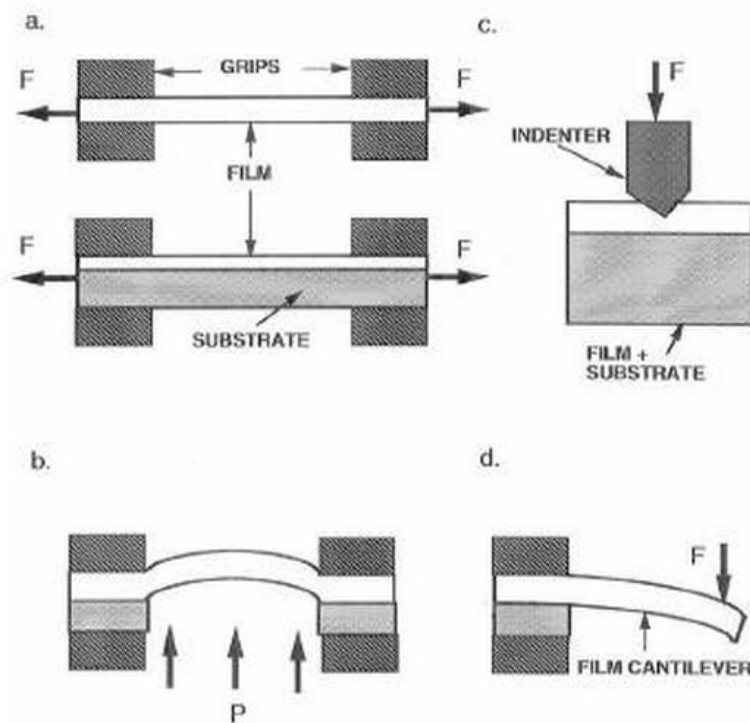 a.
c.
F
GRIPS
F
F
INDENTER
FILM
F
F
SUBSTRATE
FILM +
SUBSTRATE
b.
d.
F
FILM CANTILEVER
P